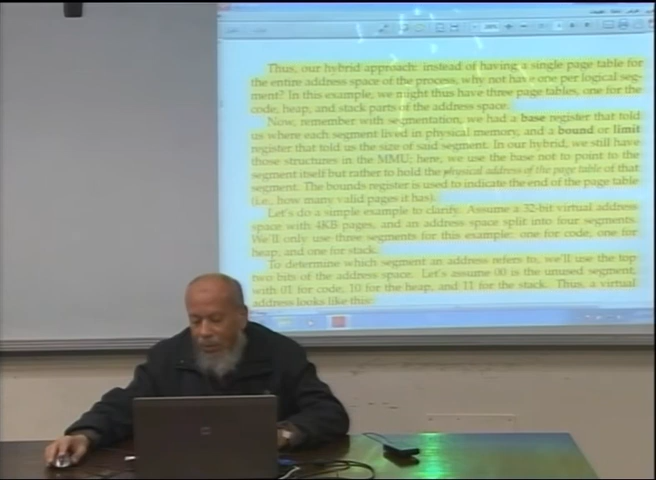 Thus, our hybrid approach: instead of having a single page table for
the entire address space of the process, why not have one per logical seg-
ment? In this example, we might thus have three page tables, one for the
code, heap, and stack parts of the address space.
Now, remember with segmentation, we had a base register that told
us where each segment lived in physical memory, and a bound or limit
register that told us the size of said segment. In our hybrid, we still have
those structures in the MMU; here, we use the base not to point to the
segment itself but rather to hold the physical address of the page table of that
segment. The bounds register is used to indicate the end of the page table
(i.e., how many valid pages it has).
Let's do a simple example to clarify. Assume a 32-bit virtual address
space with 4KB pages, and an address space split into four segments.
We'll only use three segments for this example: one for code, one for
heap, and one for stack.
To determine which segment an address refers to, we'll use the top
two bits of the address space. Let's assume 00 is the unused segment,
with 01 for code, 10 for the heap, and 11 for the stack. Thus, a virtual
address looks like this: